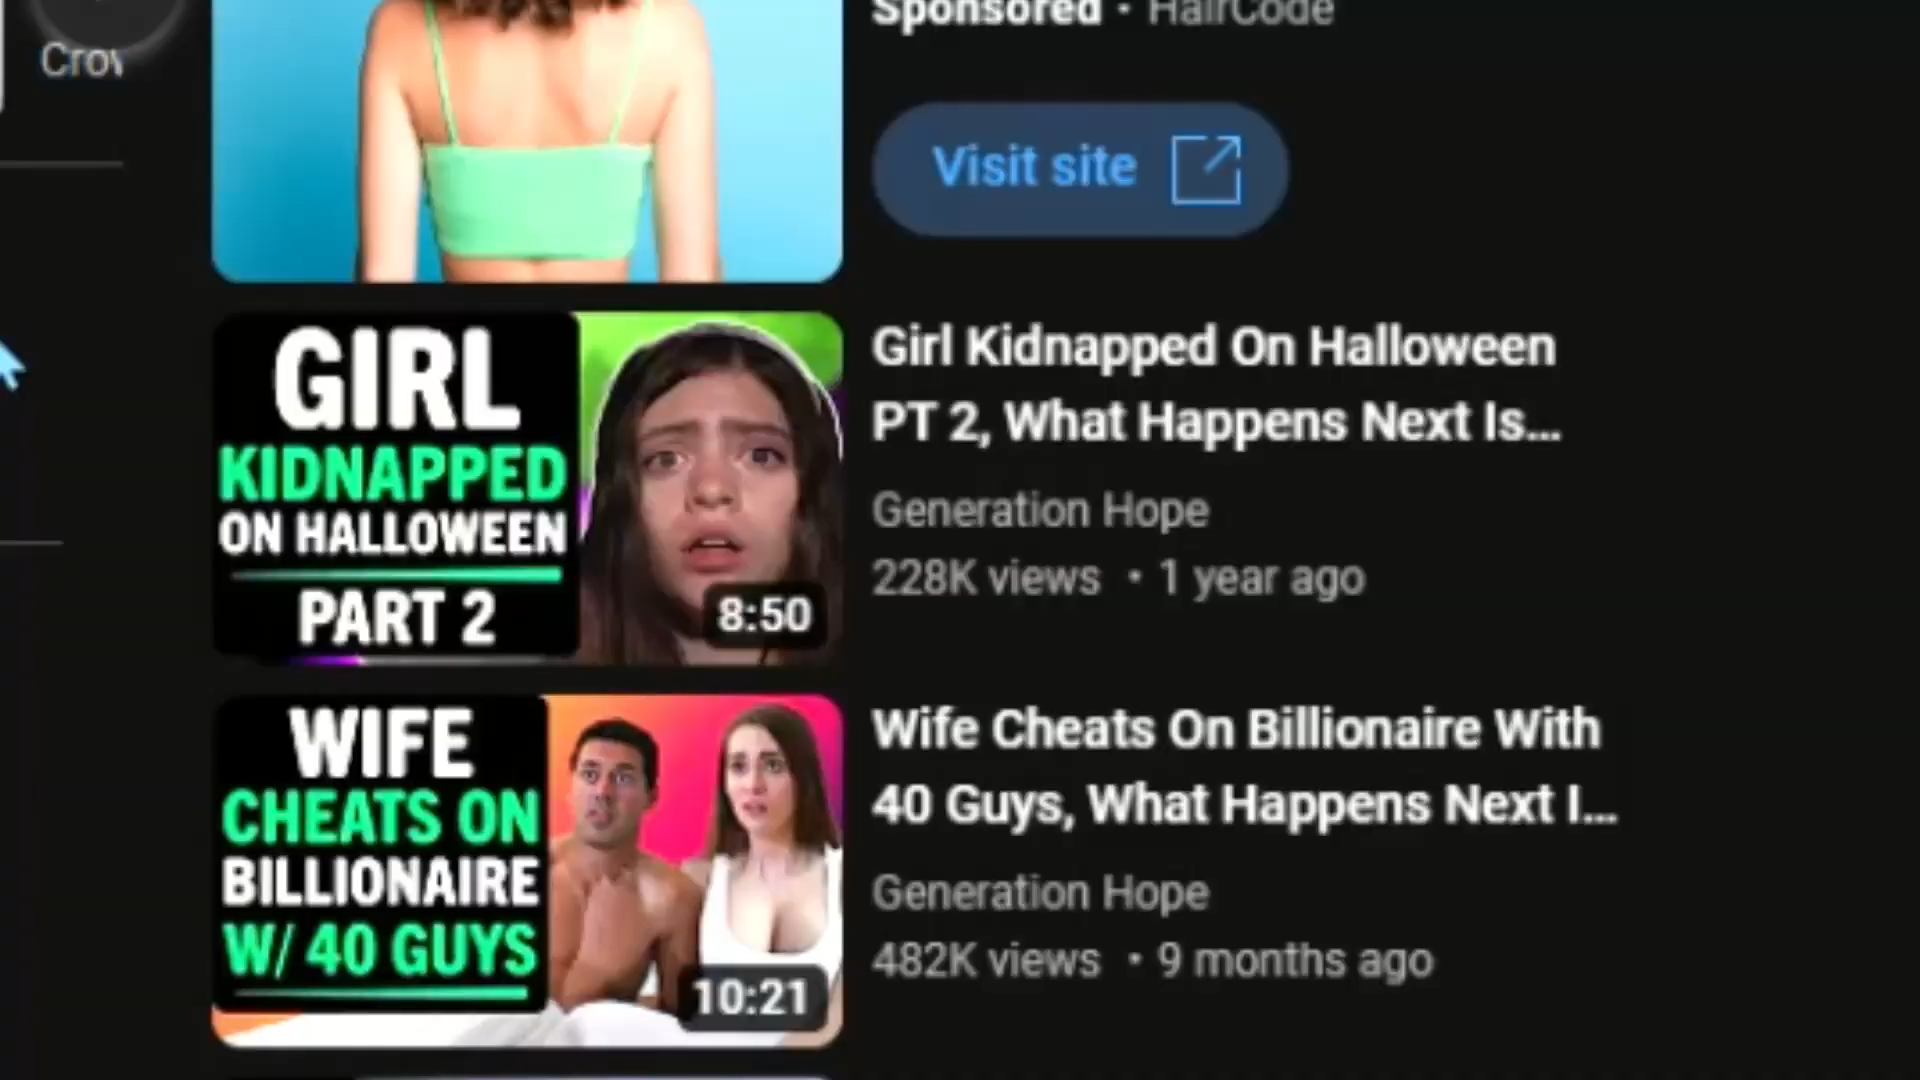 Sponsored · HairCode
Crov
Visit site
GIRL
KIDNAPPED
ON HALLOWEEN
PART 2
8:50
Girl Kidnapped On Halloween
PT 2, What Happens Next Is...
Generation Hope
228K views · 1 year ago
WIFE
CHEATS ON
BILLIONAIRE
W/ 40 GUYS
10:21
Wife Cheats On Billionaire With
40 Guys, What Happens Next I...
Generation Hope
482K views · 9 months ago